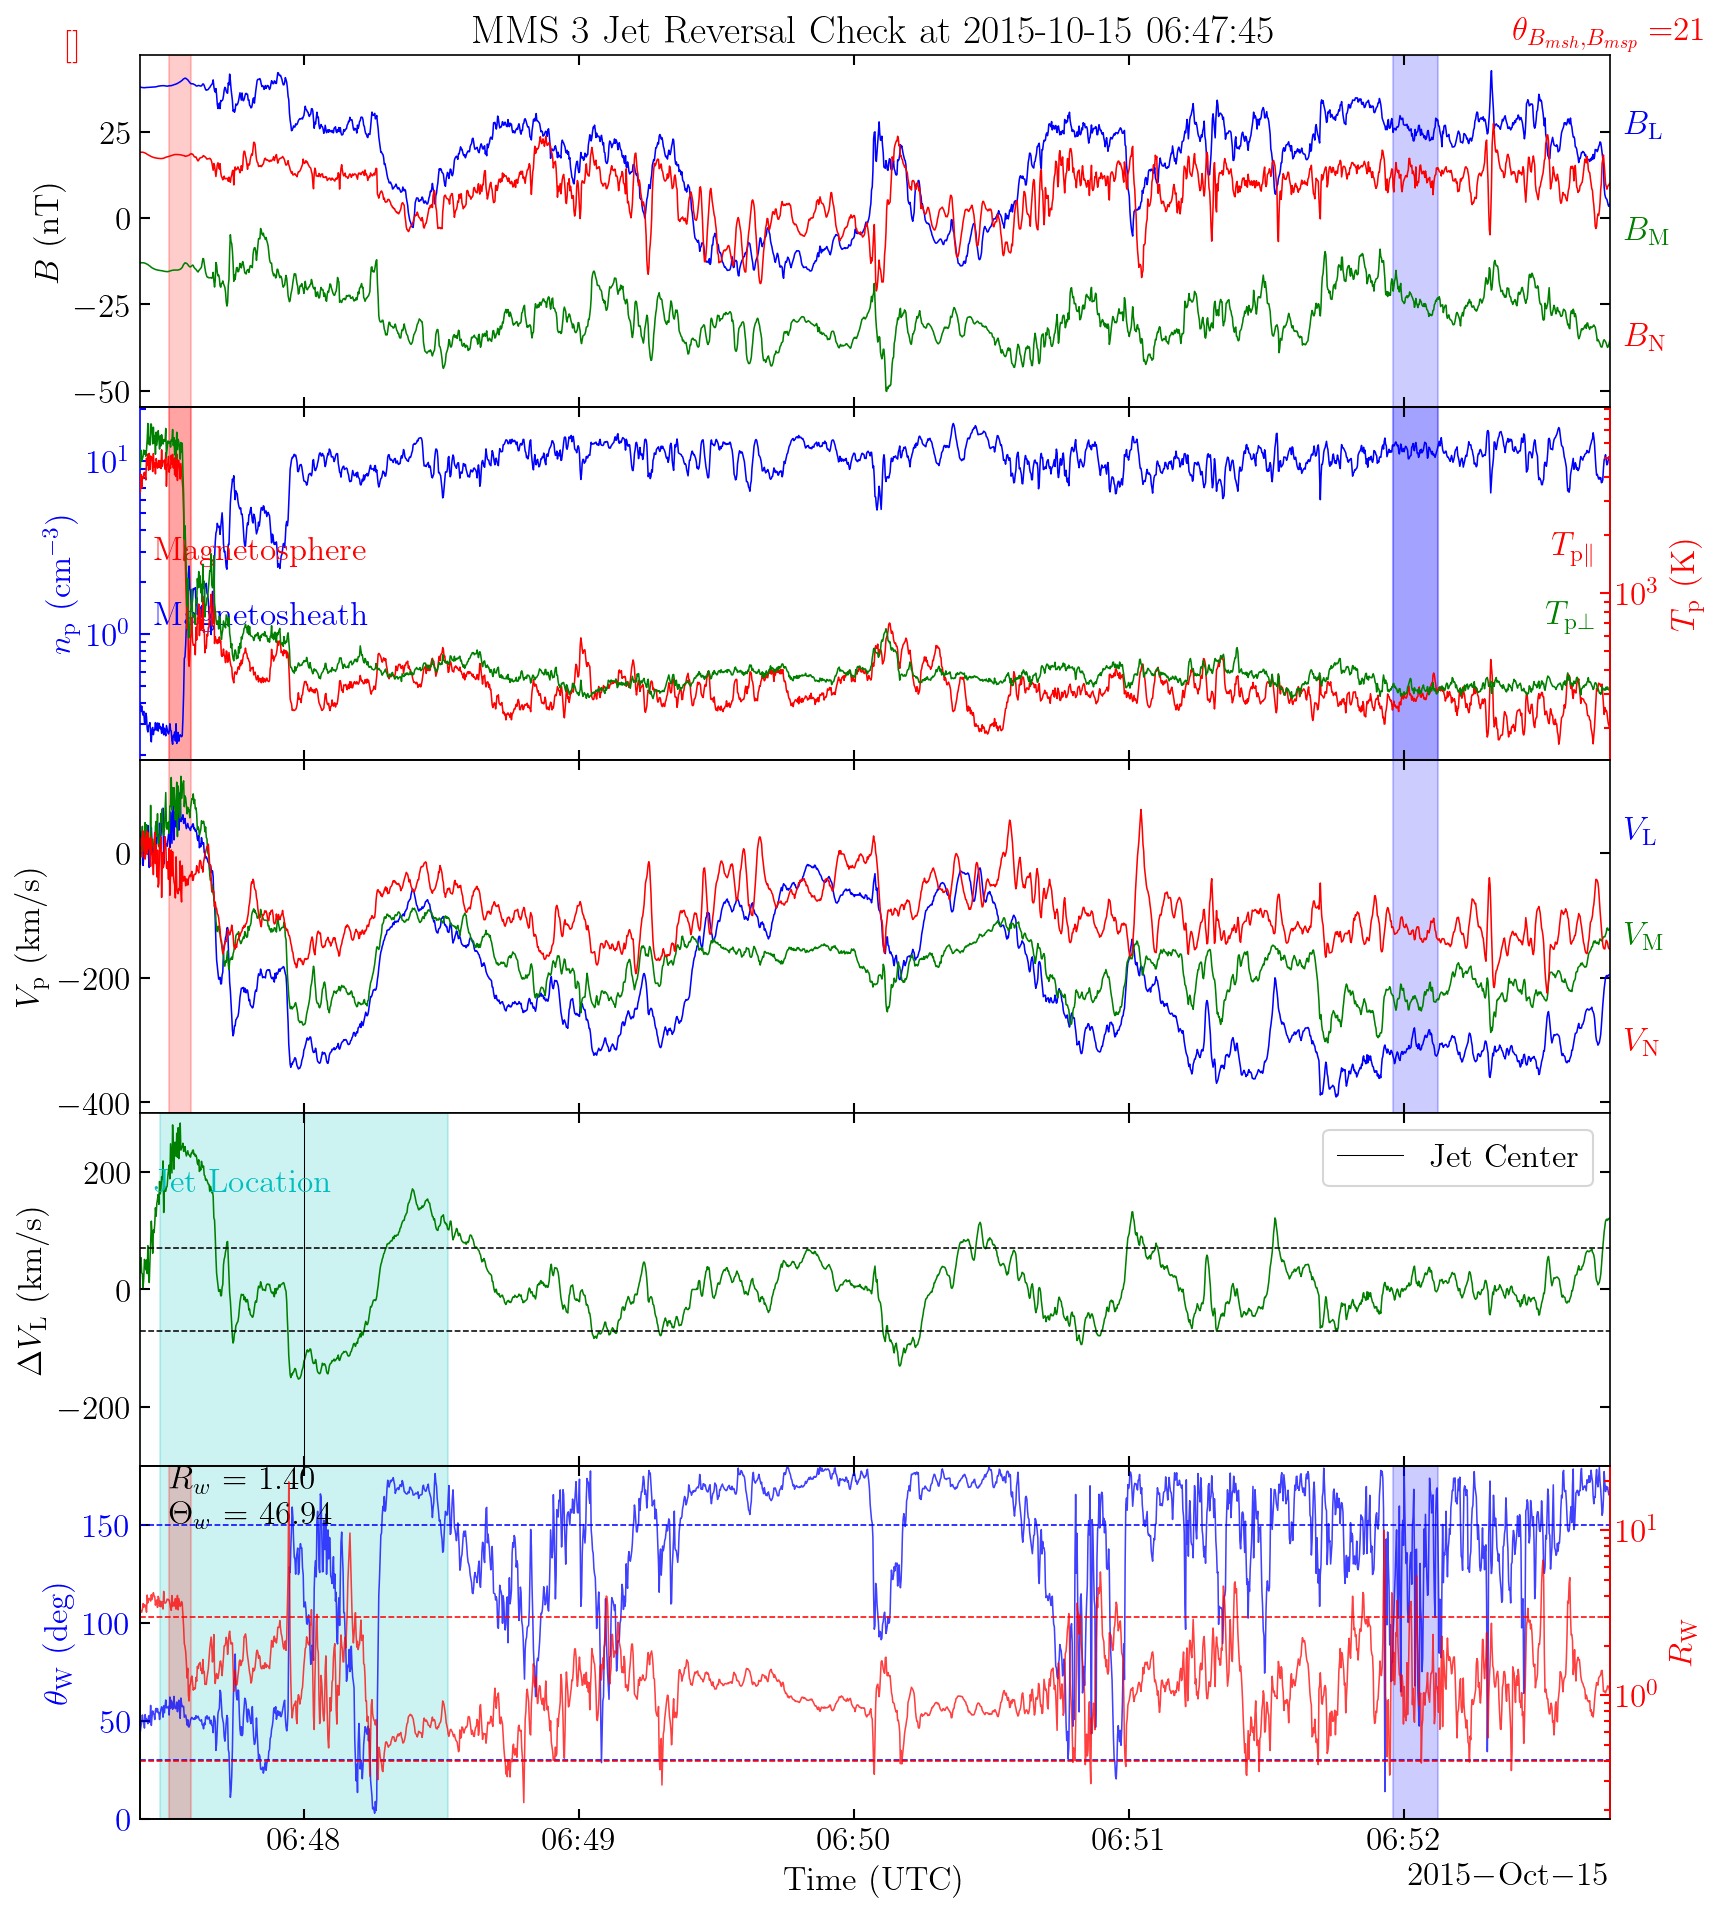 MMS 3 Jet Reversal Check at 2015-10-15 06:47:45
θ_{B_{msh},B_{msp}} =21
[]
B (nT)
25
0
−25
−50
B_L
B_M
B_N
n_p (cm^{−3})
10^1
10^0
Magnetosphere
Magnetosheath
T_{p∥}
T_{p⊥}
10^3
T_p (K)
V_p (km/s)
0
−200
−400
V_L
V_M
V_N
ΔV_L (km/s)
200
0
−200
Jet Location
Jet Center
R_w = 1.40
Θ_w = 46.94
θ_W (deg)
150
100
50
0
10^1
10^0
R_W
06:48 06:49 06:50 06:51 06:52
Time (UTC)
2015−Oct−15